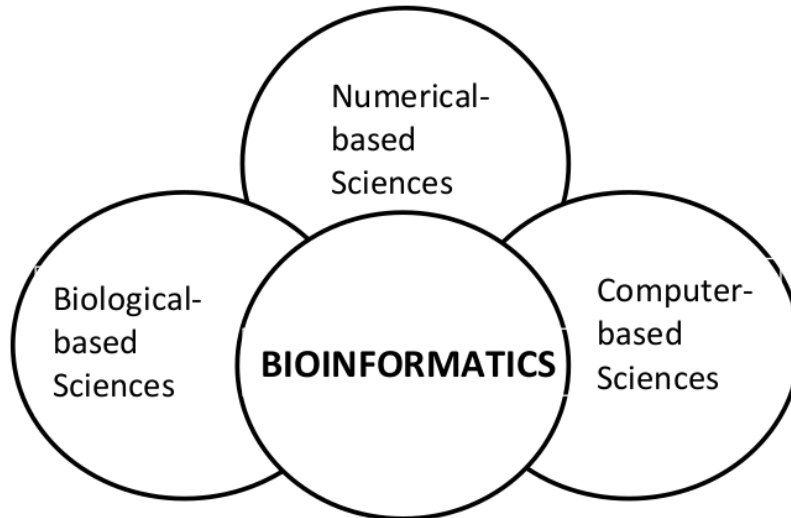 Numerical-
based
Sciences
Biological-
based
Sciences
BIOINFORMATICS
Computer-
based
Sciences